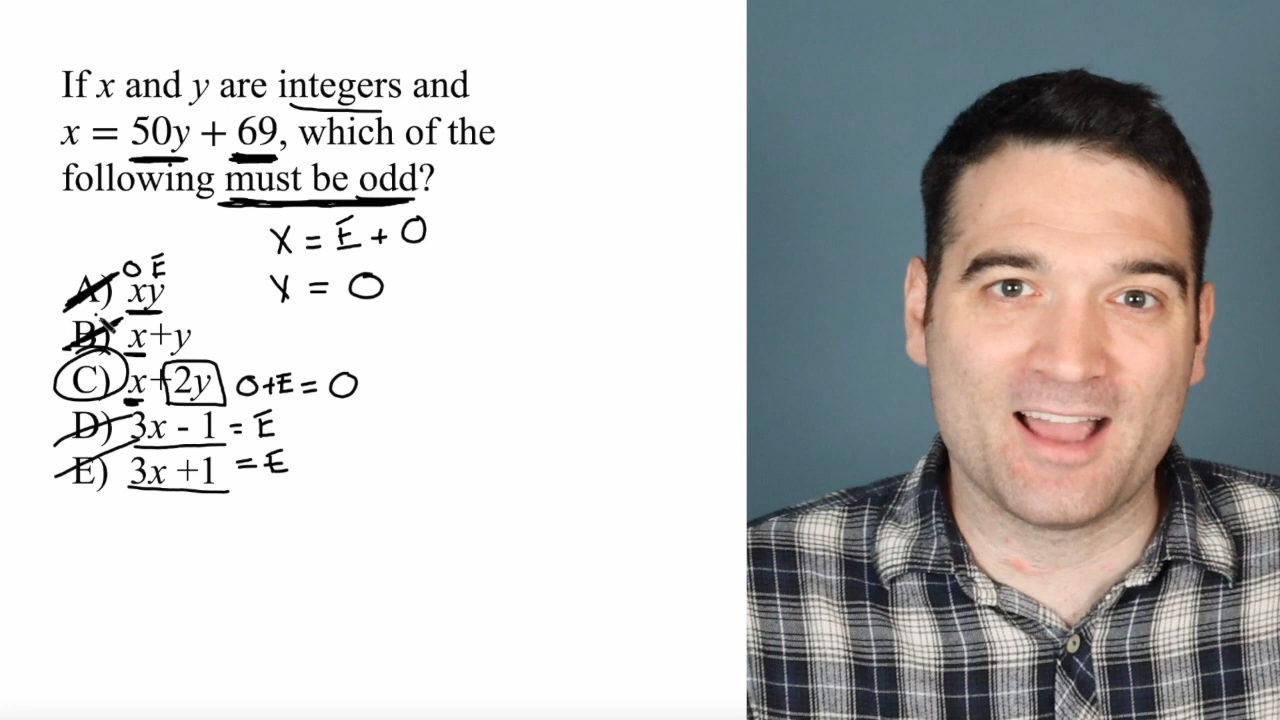 If x and y are integers and
x = 50y + 69, which of the
following must be odd?
X = E + O
X = O
O E
A) xy
B) x+y
C) x+2y O+E = O
D) 3x - 1 = E
E) 3x +1 = E